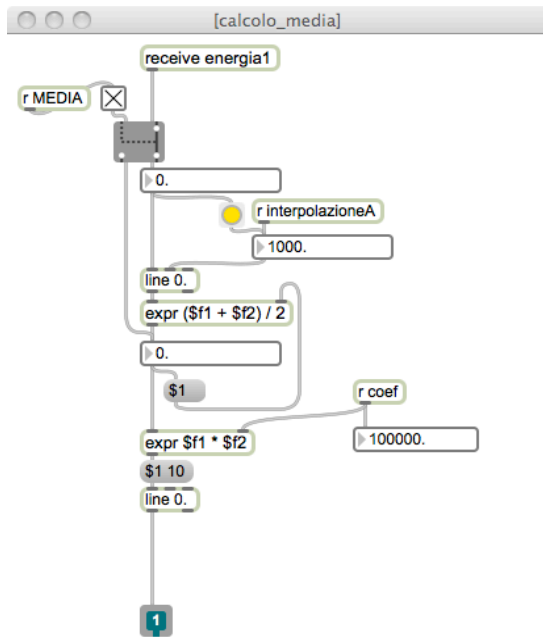 [calcolo_media]
receive energia1
r MEDIA
0.
r interpolazioneA
1000.
line 0.
expr ($f1 + $f2) / 2
0.
$1
r coef
expr $f1 * $f2
100000.
$1 10
line 0.
1